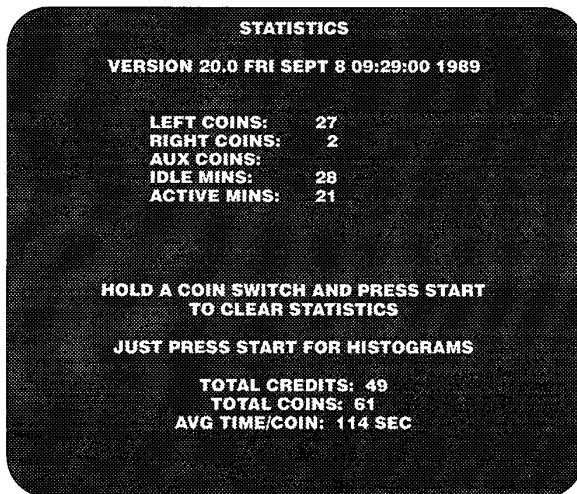 STATISTICS
VERSION 20.0 FRI SEPT 8 09:29:00 1989
LEFT COINS: 27
RIGHT COINS: 2
AUX COINS:
IDLE MINS: 28
ACTIVE MINS: 21
HOLD A COIN SWITCH AND PRESS START
TO CLEAR STATISTICS
JUST PRESS START FOR HISTOGRAMS
TOTAL CREDITS: 49
TOTAL COINS: 61
AVG TIME/COIN: 114 SEC